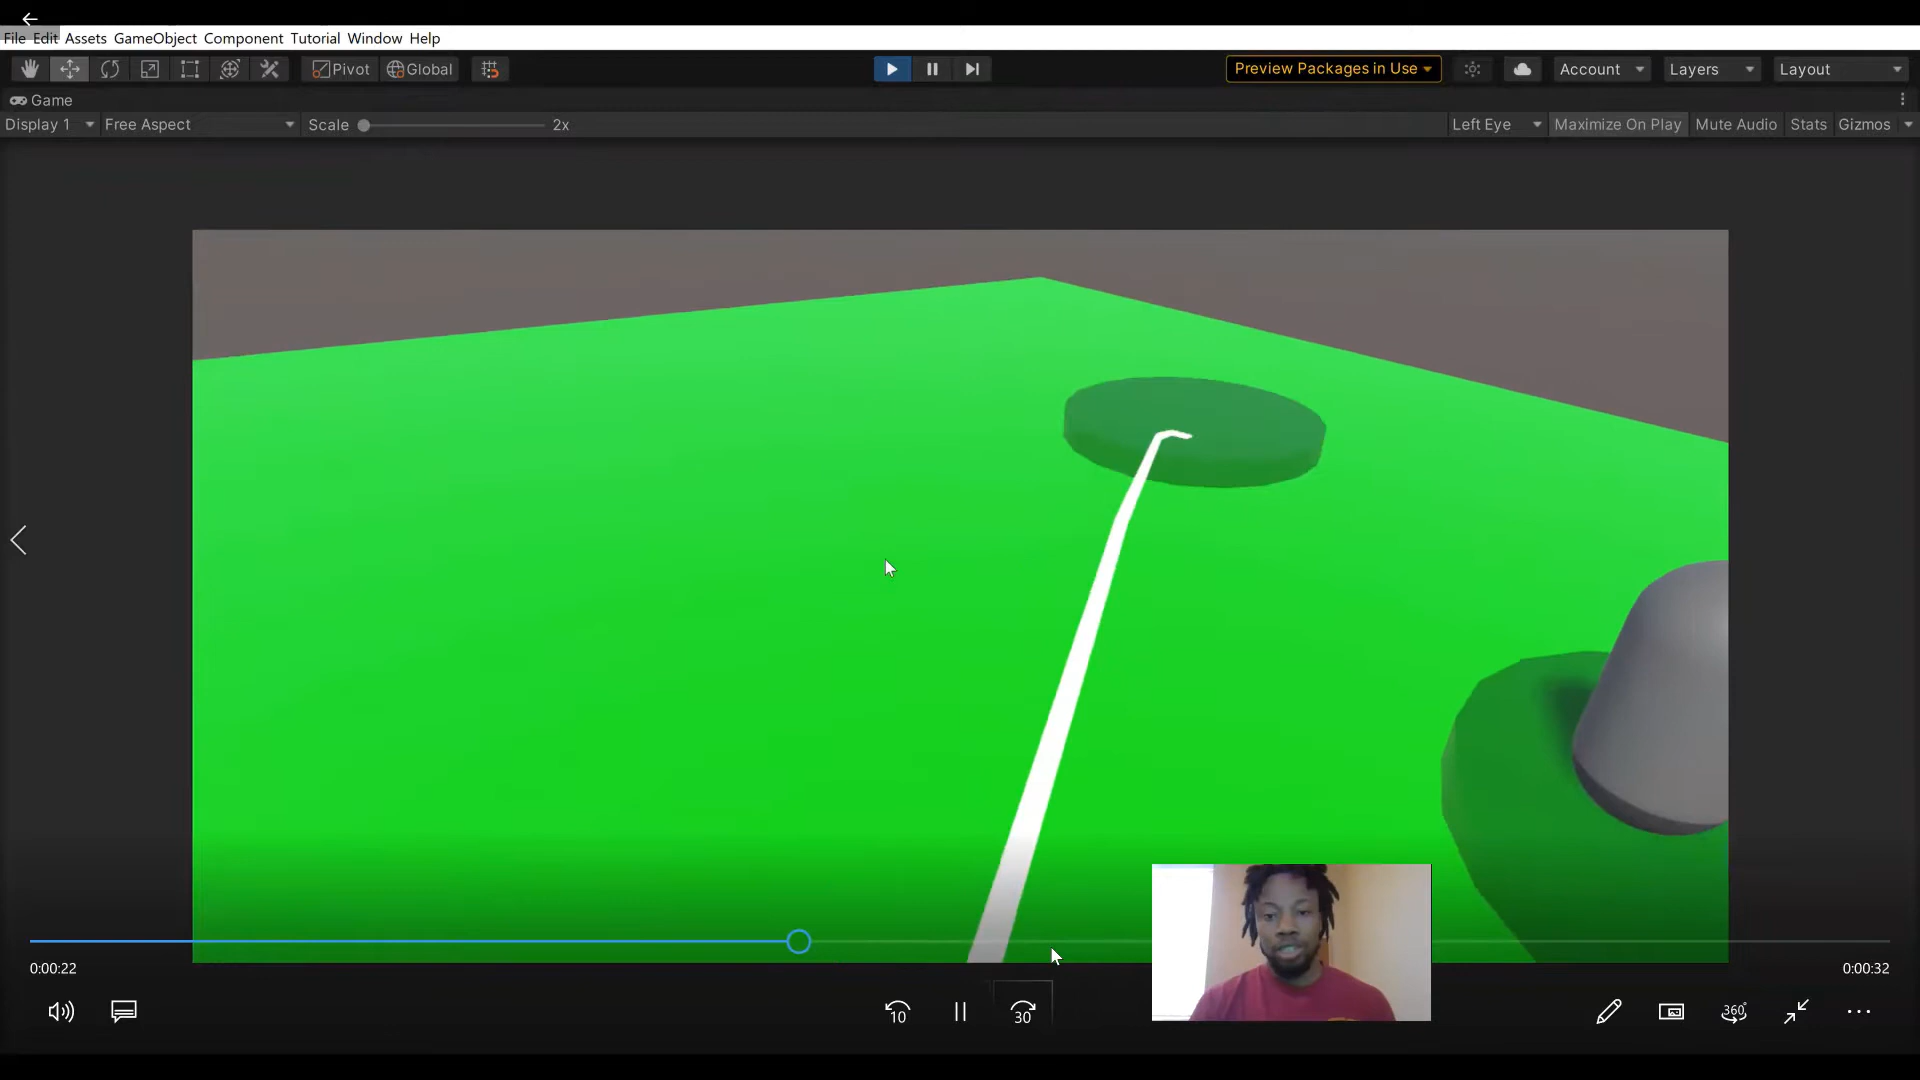 File Edit Assets GameObject Component Tutorial Window Help
Pivot Global Preview Packages in Use Account Layers Layout
Game
Display 1 Free Aspect Scale 2x Left Eye Maximize On Play Mute Audio Stats Gizmos
0:00:22 0:00:32
10 30 360°